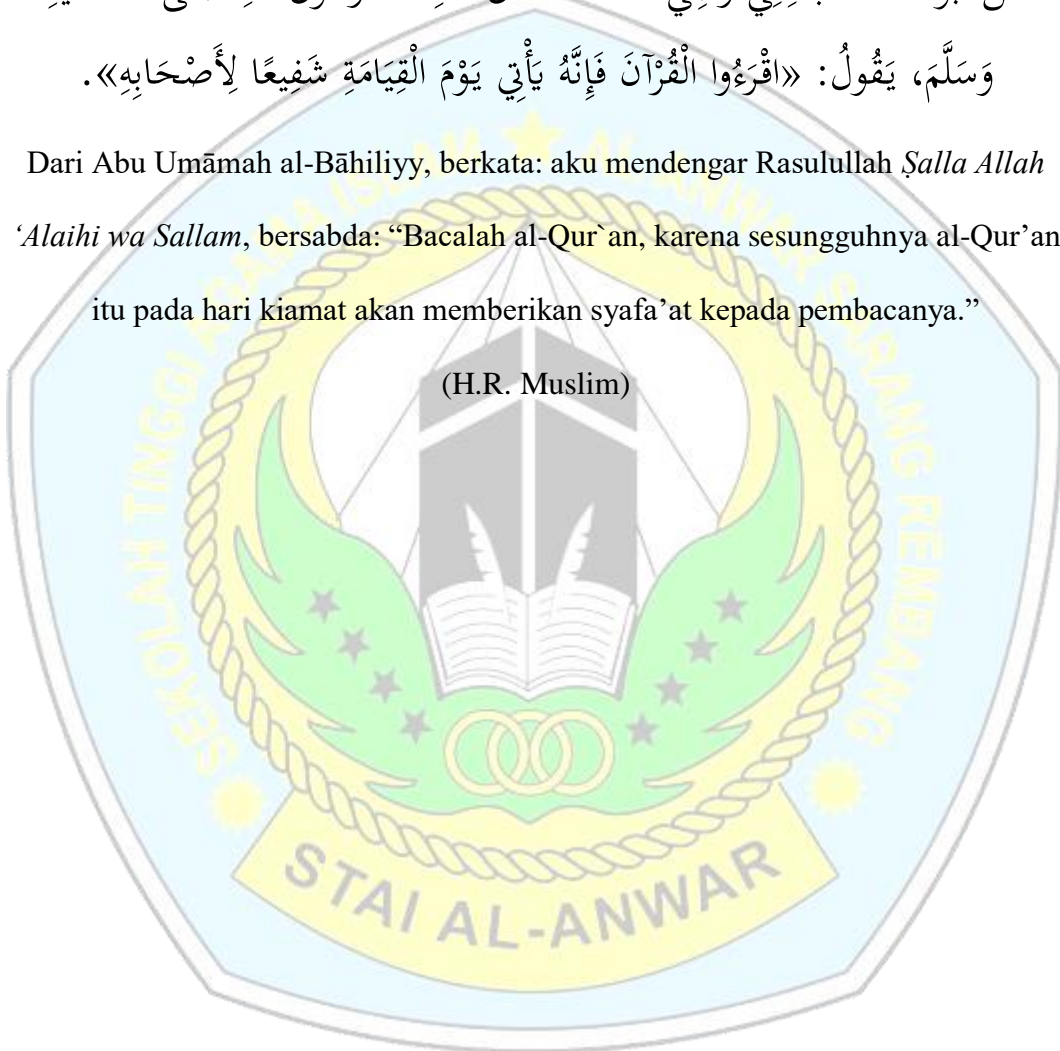 وَسَلَّمَ، يَقُولُ: «اقْرَءُوا الْقُرْآنَ فَإِنَّهُ يَأْتِي يَوْمَ الْقِيَامَةِ شَفِيعًا لِأَصْحَابِهِ».
Dari Abu Umāmah al-Bāhiliyy, berkata: aku mendengar Rasulullah Ṣalla Allah
‘Alaihi wa Sallam, bersabda: “Bacalah al-Qur`an, karena sesungguhnya al-Qur’an
itu pada hari kiamat akan memberikan syafa’at kepada pembacanya.”
(H.R. Muslim)
SEKOLAH TINGGI AGAMA ISLAM AL-ANWAR SARANG REMBANG
STAI AL-ANWAR